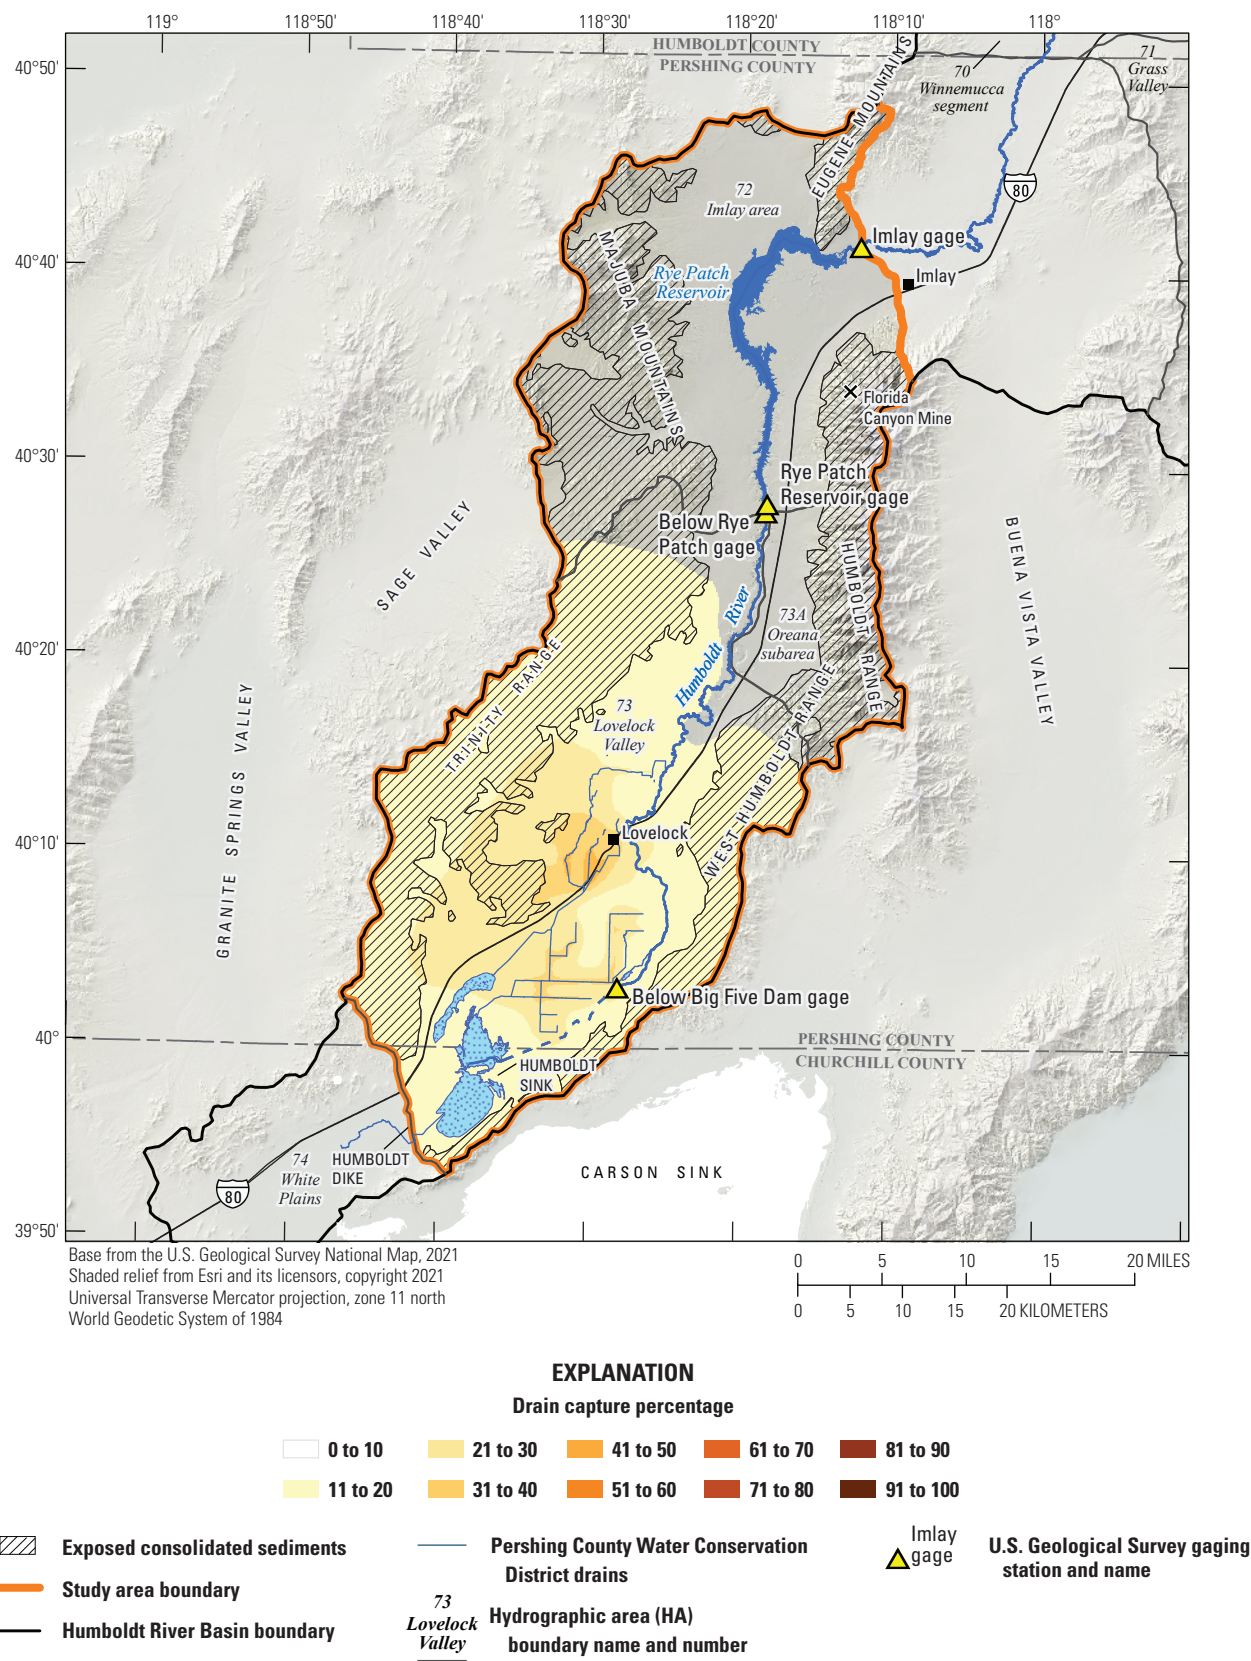 119° 118°50' 118°40' 118°30' 118°20' 118°10' 118°
40°50'
40°40'
40°30'
40°20'
40°10'
40°
39°50'
HUMBOLDT COUNTY
PERSHING COUNTY
70
Winnemucca
segment
71
Grass
Valley
EUGENE MOUNTAINS
80
72
Imlay area
Imlay gage
Imlay
Rye Patch
Reservoir
MAJUBA MOUNTAINS
Florida
Canyon Mine
Rye Patch
Reservoir gage
Below Rye
Patch gage
SAGE VALLEY
HUMBOLDT RANGE
BUENA VISTA VALLEY
Humboldt River
73A
Oreana
subarea
TRINITY RANGE
73
Lovelock
Valley
GRANITE SPRINGS VALLEY
WEST HUMBOLDT RANGE
Lovelock
Below Big Five Dam gage
PERSHING COUNTY
CHURCHILL COUNTY
HUMBOLDT
SINK
HUMBOLDT
DIKE
74
White
Plains
80
CARSON SINK
Base from the U.S. Geological Survey National Map, 2021
Shaded relief from Esri and its licensors, copyright 2021
Universal Transverse Mercator projection, zone 11 north
World Geodetic System of 1984
0 5 10 15 20 MILES
0 5 10 15 20 KILOMETERS
EXPLANATION
Drain capture percentage
0 to 10 21 to 30 41 to 50 61 to 70 81 to 90
11 to 20 31 to 40 51 to 60 71 to 80 91 to 100
Exposed consolidated sediments
Study area boundary
Humboldt River Basin boundary
Pershing County Water Conservation
District drains
73
Lovelock
Valley
Hydrographic area (HA)
boundary name and number
Imlay
gage
U.S. Geological Survey gaging
station and name